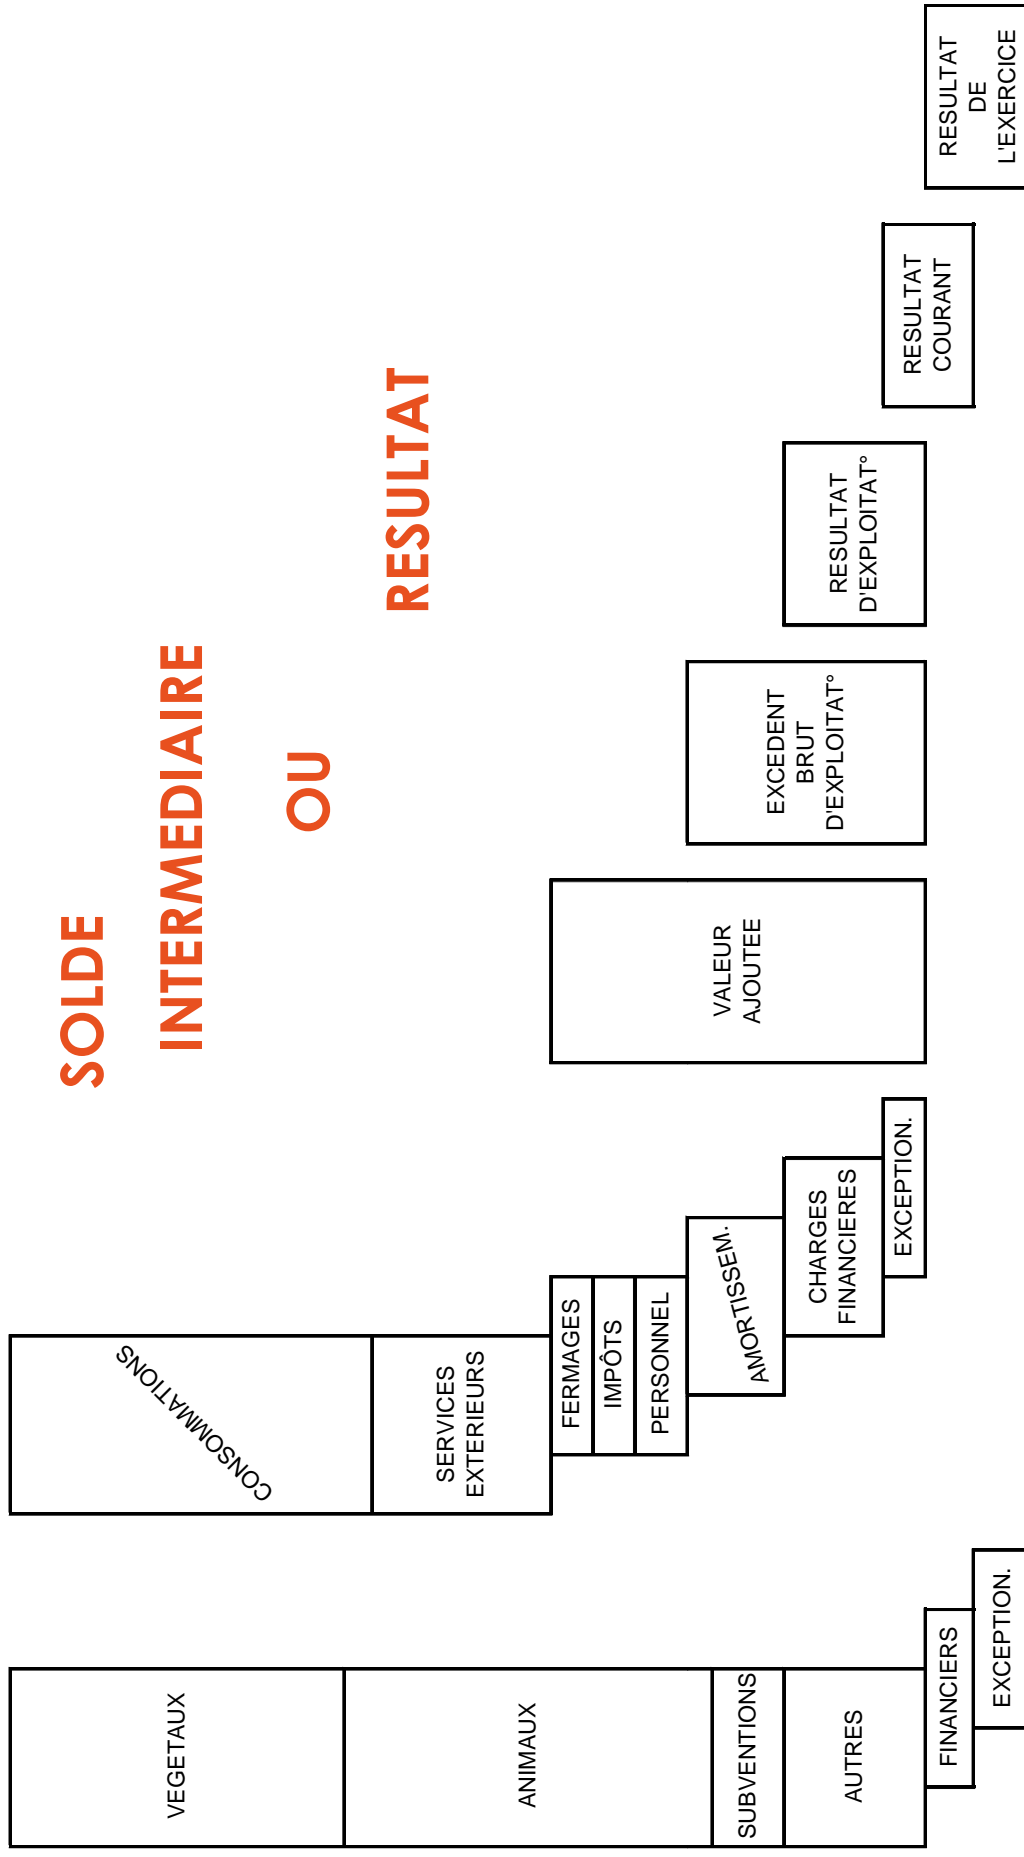 SOLDE
INTERMEDIAIRE
OU
RESULTAT
VEGETAUX
ANIMAUX
SUBVENTIONS
AUTRES
FINANCIERS
EXCEPTION.
CONSOMMATIONS
SERVICES
EXTERIEURS
FERMAGES
IMPÔTS
PERSONNEL
AMORTISSEM.
CHARGES
FINANCIERES
EXCEPTION.
VALEUR
AJOUTEE
EXCEDENT
BRUT
D'EXPLOITAT°
RESULTAT
D'EXPLOITAT°
RESULTAT
COURANT
RESULTAT
DE
L'EXERCICE